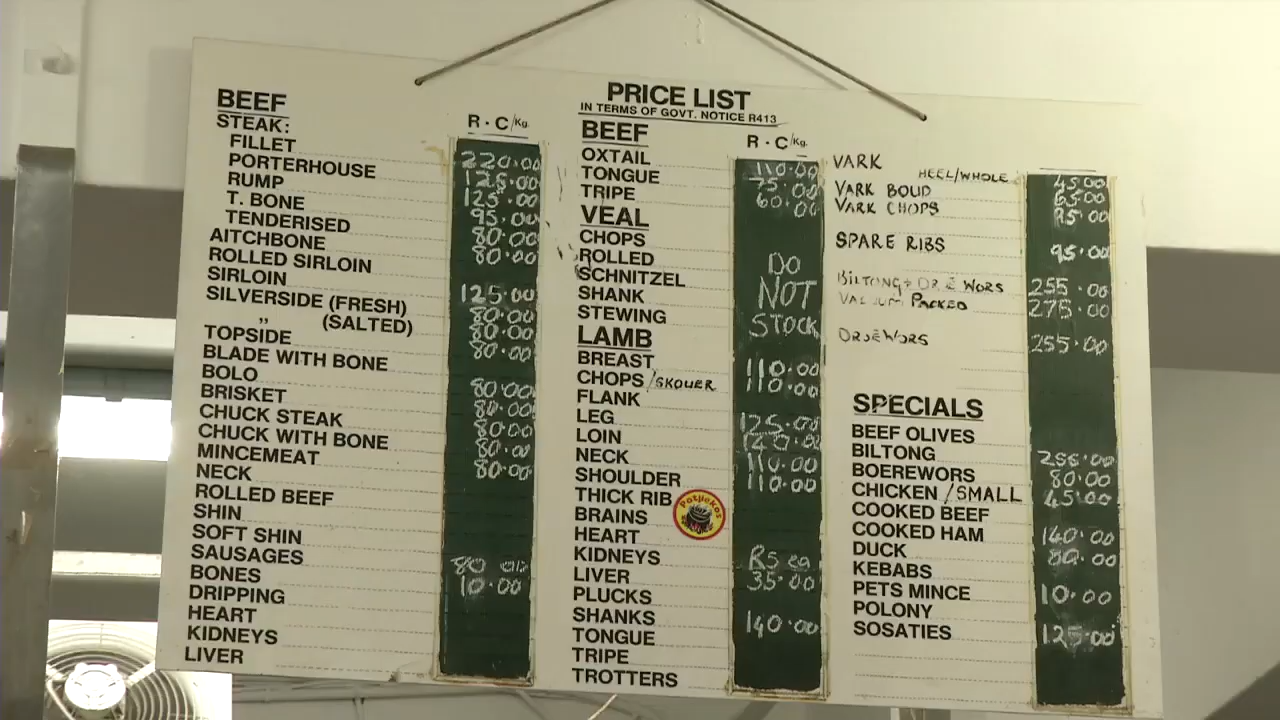 BEEF
R · C/Kg.
STEAK:
FILLET 220.00
PORTERHOUSE 125.00
RUMP 125.00
T. BONE 95.00
TENDERISED 80.00
AITCHBONE 80.00
ROLLED SIRLOIN
SIRLOIN 125.00
SILVERSIDE (FRESH) 80.00
„ (SALTED) 80.00
TOPSIDE 80.00
BLADE WITH BONE
BOLO 80.00
BRISKET 80.00
CHUCK STEAK 80.00
CHUCK WITH BONE 80.00
MINCEMEAT 80.00
NECK
ROLLED BEEF
SHIN
SOFT SHIN
SAUSAGES 80.00
BONES 10.00
DRIPPING
HEART
KIDNEYS
LIVER
PRICE LIST
IN TERMS OF GOVT. NOTICE R413
BEEF
R · C/Kg.
OXTAIL 110.00
TONGUE 75.00
TRIPE 60.00
VEAL
CHOPS
ROLLED DO
SCHNITZEL NOT
SHANK
STEWING STOCK
LAMB
BREAST 110.00
CHOPS /SKOUER 110.00
FLANK
LEG 125.00
LOIN
NECK 110.00
SHOULDER 110.00
THICK RIB
Potjiekos
BRAINS
HEART
KIDNEYS R5 ea
LIVER 35.00
PLUCKS
SHANKS 140.00
TONGUE
TRIPE
TROTTERS
VARK HEEL/WHOLE 45.00
VARK BOUD 65.00
VARK CHOPS 95.00
SPARE RIBS 95.00
BILTONG + DROË WORS 255.00
VACUUM PACKED 275.00
DROËWORS 255.00
SPECIALS
BEEF OLIVES
BILTONG 255.00
BOEREWORS 80.00
CHICKEN /SMALL 45.00
COOKED BEEF
COOKED HAM 140.00
DUCK 80.00
KEBABS
PETS MINCE 10.00
POLONY
SOSATIES 125.00